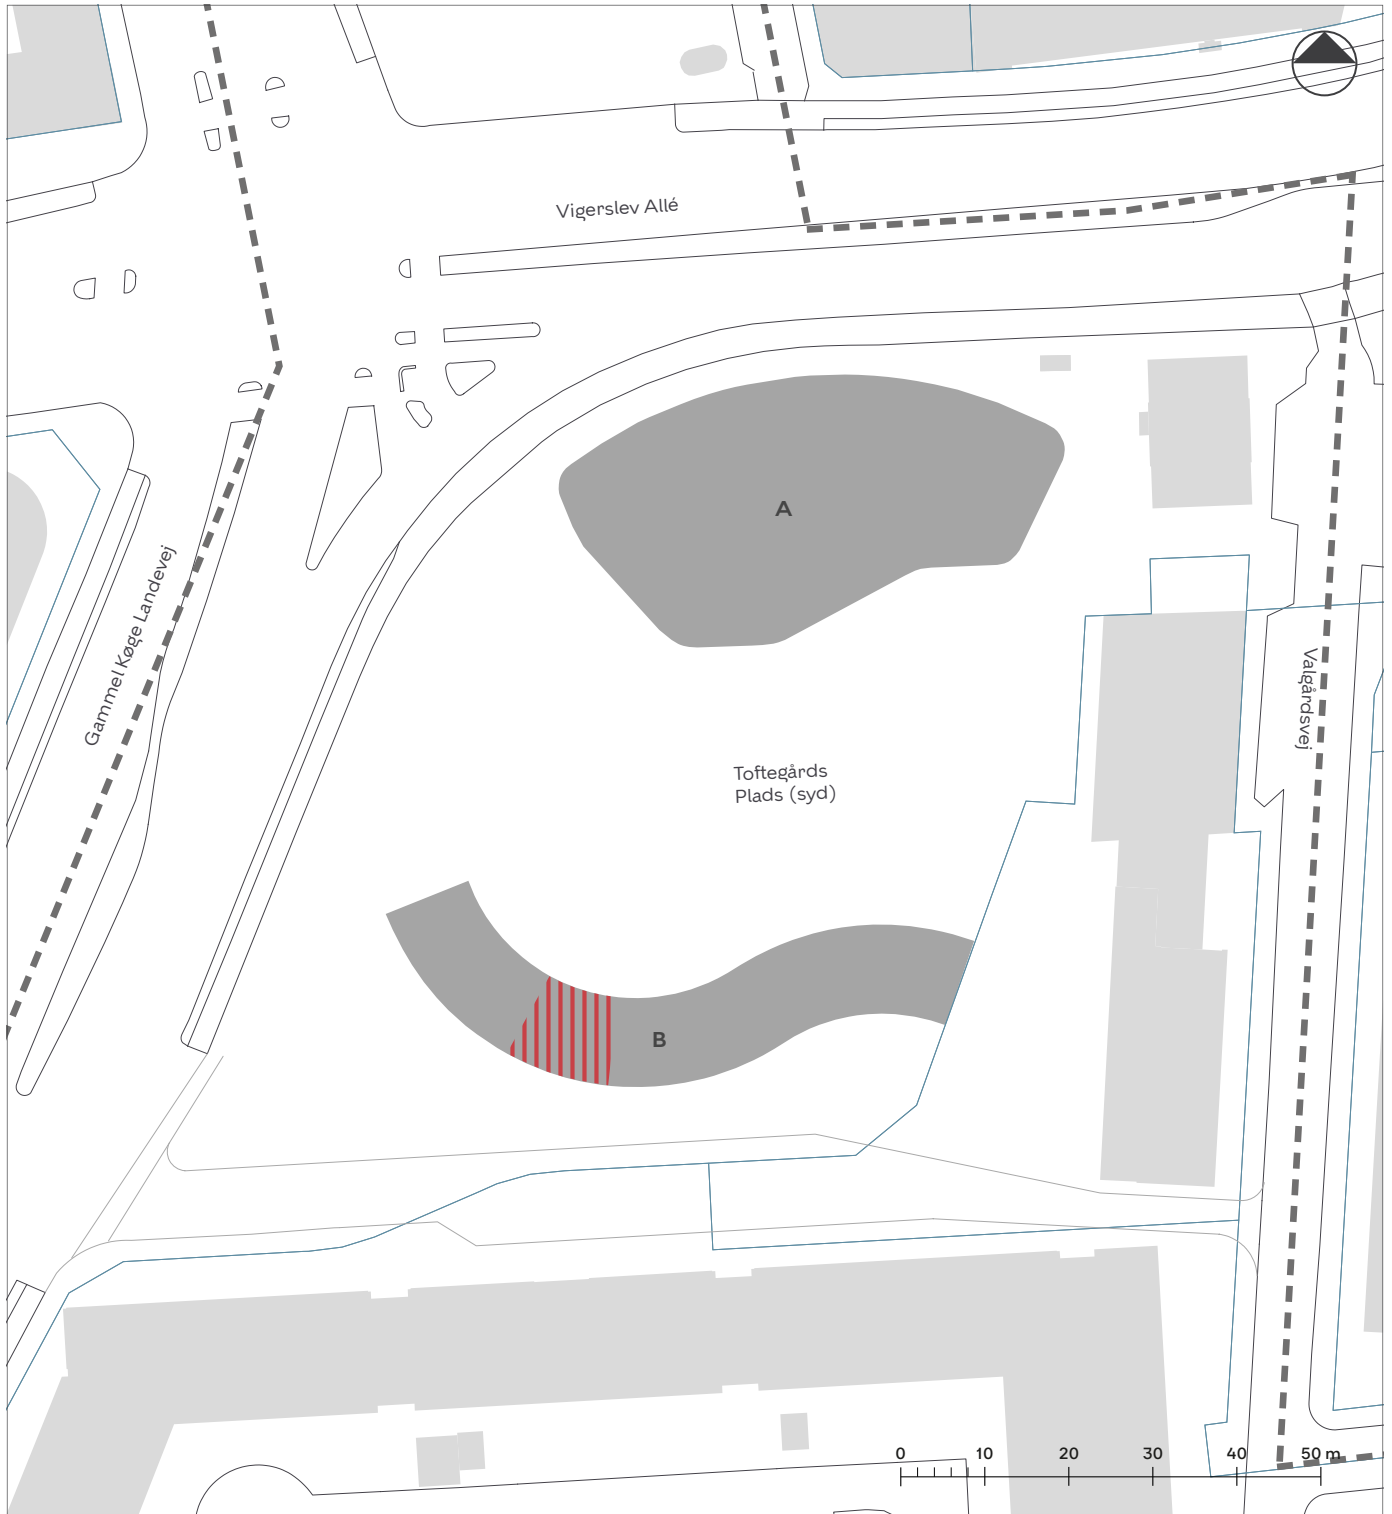 Vigerslev Allé
A
Gammel Køge Landevej
Valgårdsvej
Toftegårds
Plads (syd)
B
0 10 20 30 40 50 m